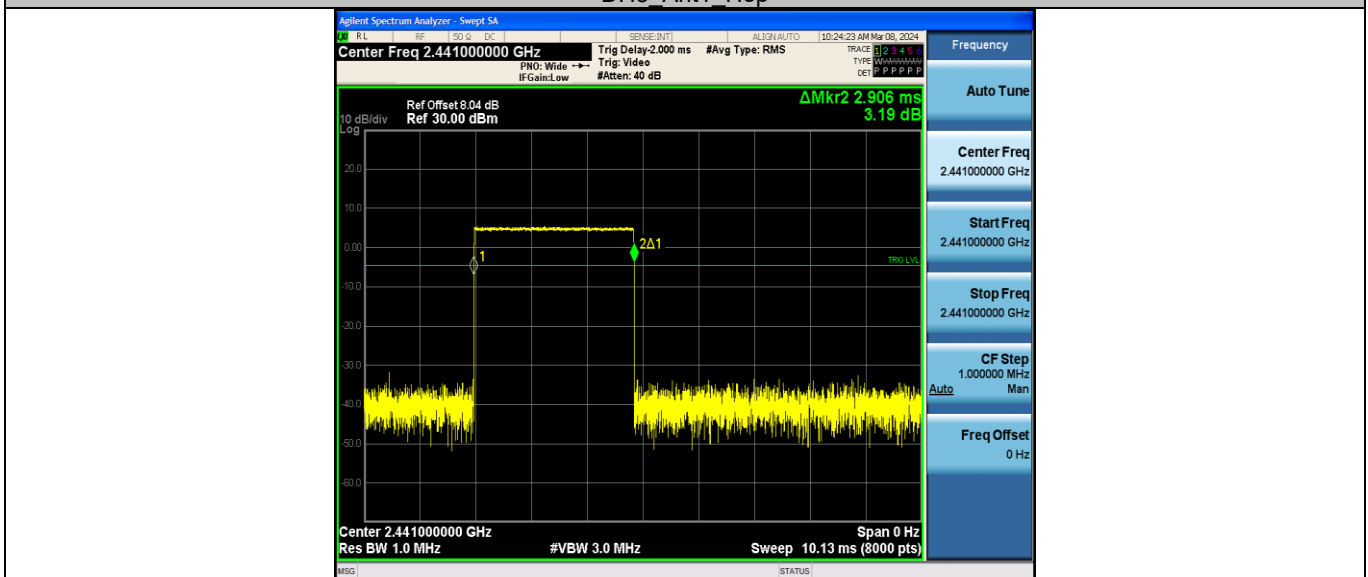 Agilent Spectrum Analyzer - Swept SA
RL RF 50 Ω DC SENSE:INT ALIGN AUTO 10:24:23 AM Mar 08, 2024
Center Freq 2.441000000 GHz
PNO: Wide
IFGain:Low
Trig Delay-2.000 ms
Trig: Video
#Atten: 40 dB
#Avg Type: RMS
TRACE 1 2 3 4 5 6
TYPE
DET P P P P P P
ΔMkr2 2.906 ms
3.19 dB
Ref Offset 8.04 dB
10 dB/div Ref 30.00 dBm
Log
20.0
10.0
0.00
-10.0
-20.0
-30.0
-40.0
-50.0
-60.0
1
2Δ1
TRIG LVL
Center 2.441000000 GHz Span 0 Hz
Res BW 1.0 MHz #VBW 3.0 MHz Sweep 10.13 ms (8000 pts)
MSG STATUS
Frequency
Auto Tune
Center Freq
2.441000000 GHz
Start Freq
2.441000000 GHz
Stop Freq
2.441000000 GHz
CF Step
1.000000 MHz
Auto Man
Freq Offset
0 Hz